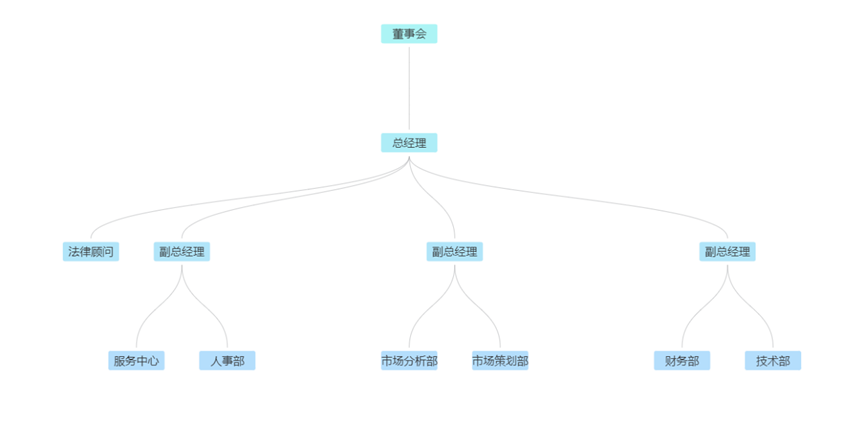 董事会
总经理
法律顾问
副总经理
副总经理
副总经理
服务中心
人事部
市场分析部
市场策划部
财务部
技术部